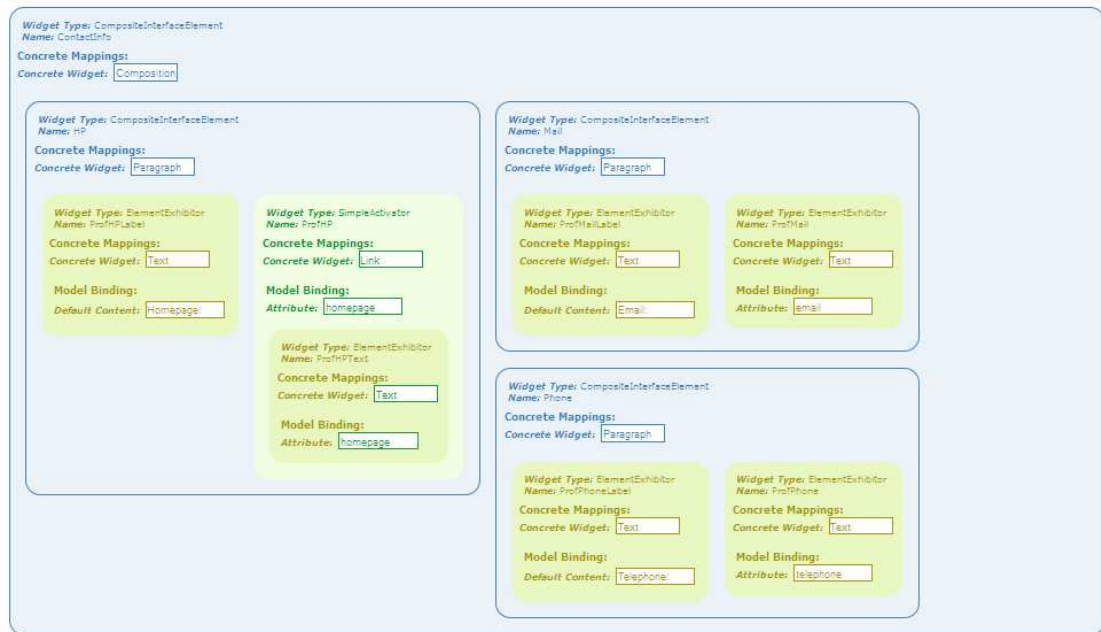 Widget Type: CompositeInterfaceElement
Name: ContactInfo
Concrete Mappings:
Concrete Widget: Composition
Widget Type: CompositeInterfaceElement
Name: HP
Concrete Mappings:
Concrete Widget: Paragraph
Widget Type: ElementExhibitor
Name: ProfHPLabel
Concrete Mappings:
Concrete Widget: Text
Model Binding:
Default Content: Homepage:
Widget Type: SimpleActivator
Name: ProfHP
Concrete Mappings:
Concrete Widget: Link
Model Binding:
Attribute: homepage
Widget Type: ElementExhibitor
Name: ProfHPText
Concrete Mappings:
Concrete Widget: Text
Model Binding:
Attribute: homepage
Widget Type: CompositeInterfaceElement
Name: Mail
Concrete Mappings:
Concrete Widget: Paragraph
Widget Type: ElementExhibitor
Name: ProfMailLabel
Concrete Mappings:
Concrete Widget: Text
Model Binding:
Default Content: Email:
Widget Type: ElementExhibitor
Name: ProfMail
Concrete Mappings:
Concrete Widget: Text
Model Binding:
Attribute: email
Widget Type: CompositeInterfaceElement
Name: Phone
Concrete Mappings:
Concrete Widget: Paragraph
Widget Type: ElementExhibitor
Name: ProfPhoneLabel
Concrete Mappings:
Concrete Widget: Text
Model Binding:
Default Content: Telephone:
Widget Type: ElementExhibitor
Name: ProfPhone
Concrete Mappings:
Concrete Widget: Text
Model Binding:
Attribute: telephone